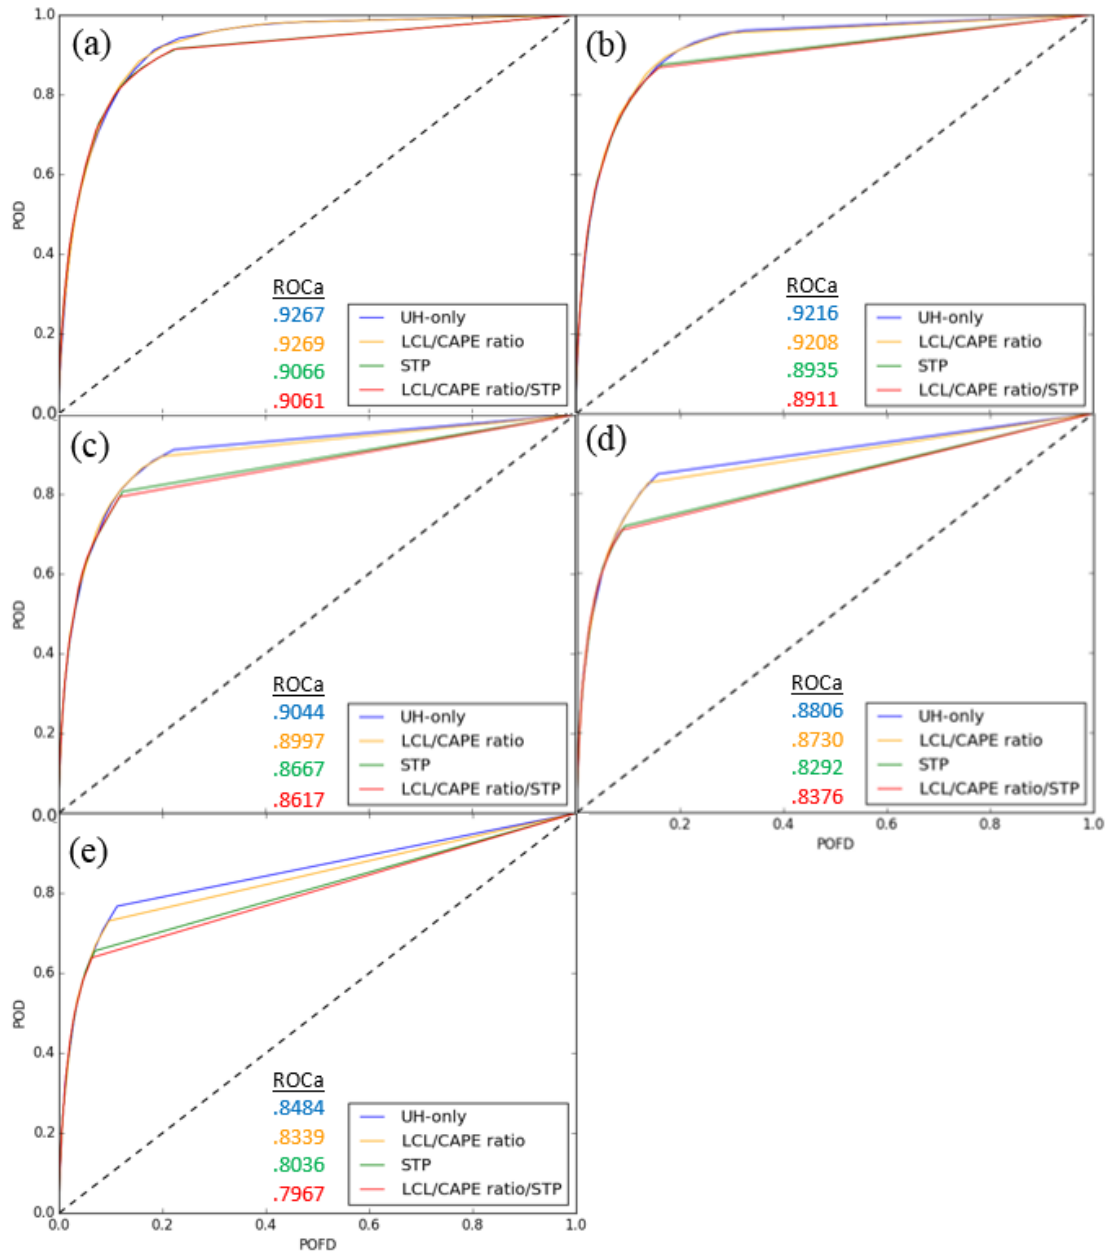 1.0
(a)
(b)
0.8
0.6
POD
0.4
ROCa
.9267
.9269
.9066
.9061
UH-only
LCL/CAPE ratio
STP
LCL/CAPE ratio/STP
ROCa
.9216
.9208
.8935
.8911
UH-only
LCL/CAPE ratio
STP
LCL/CAPE ratio/STP
0.2
0.0
(c)
(d)
0.8
0.6
POD
0.4
ROCa
.9044
.8997
.8667
.8617
UH-only
LCL/CAPE ratio
STP
LCL/CAPE ratio/STP
ROCa
.8806
.8730
.8292
.8376
UH-only
LCL/CAPE ratio
STP
LCL/CAPE ratio/STP
0.2
0.0
0.2 0.4 0.6 0.8 1.0
POFD
(e)
0.8
0.6
POD
0.4
ROCa
.8484
.8339
.8036
.7967
UH-only
LCL/CAPE ratio
STP
LCL/CAPE ratio/STP
0.2
0.0
0.0 0.2 0.4 0.6 0.8 1.0
POFD